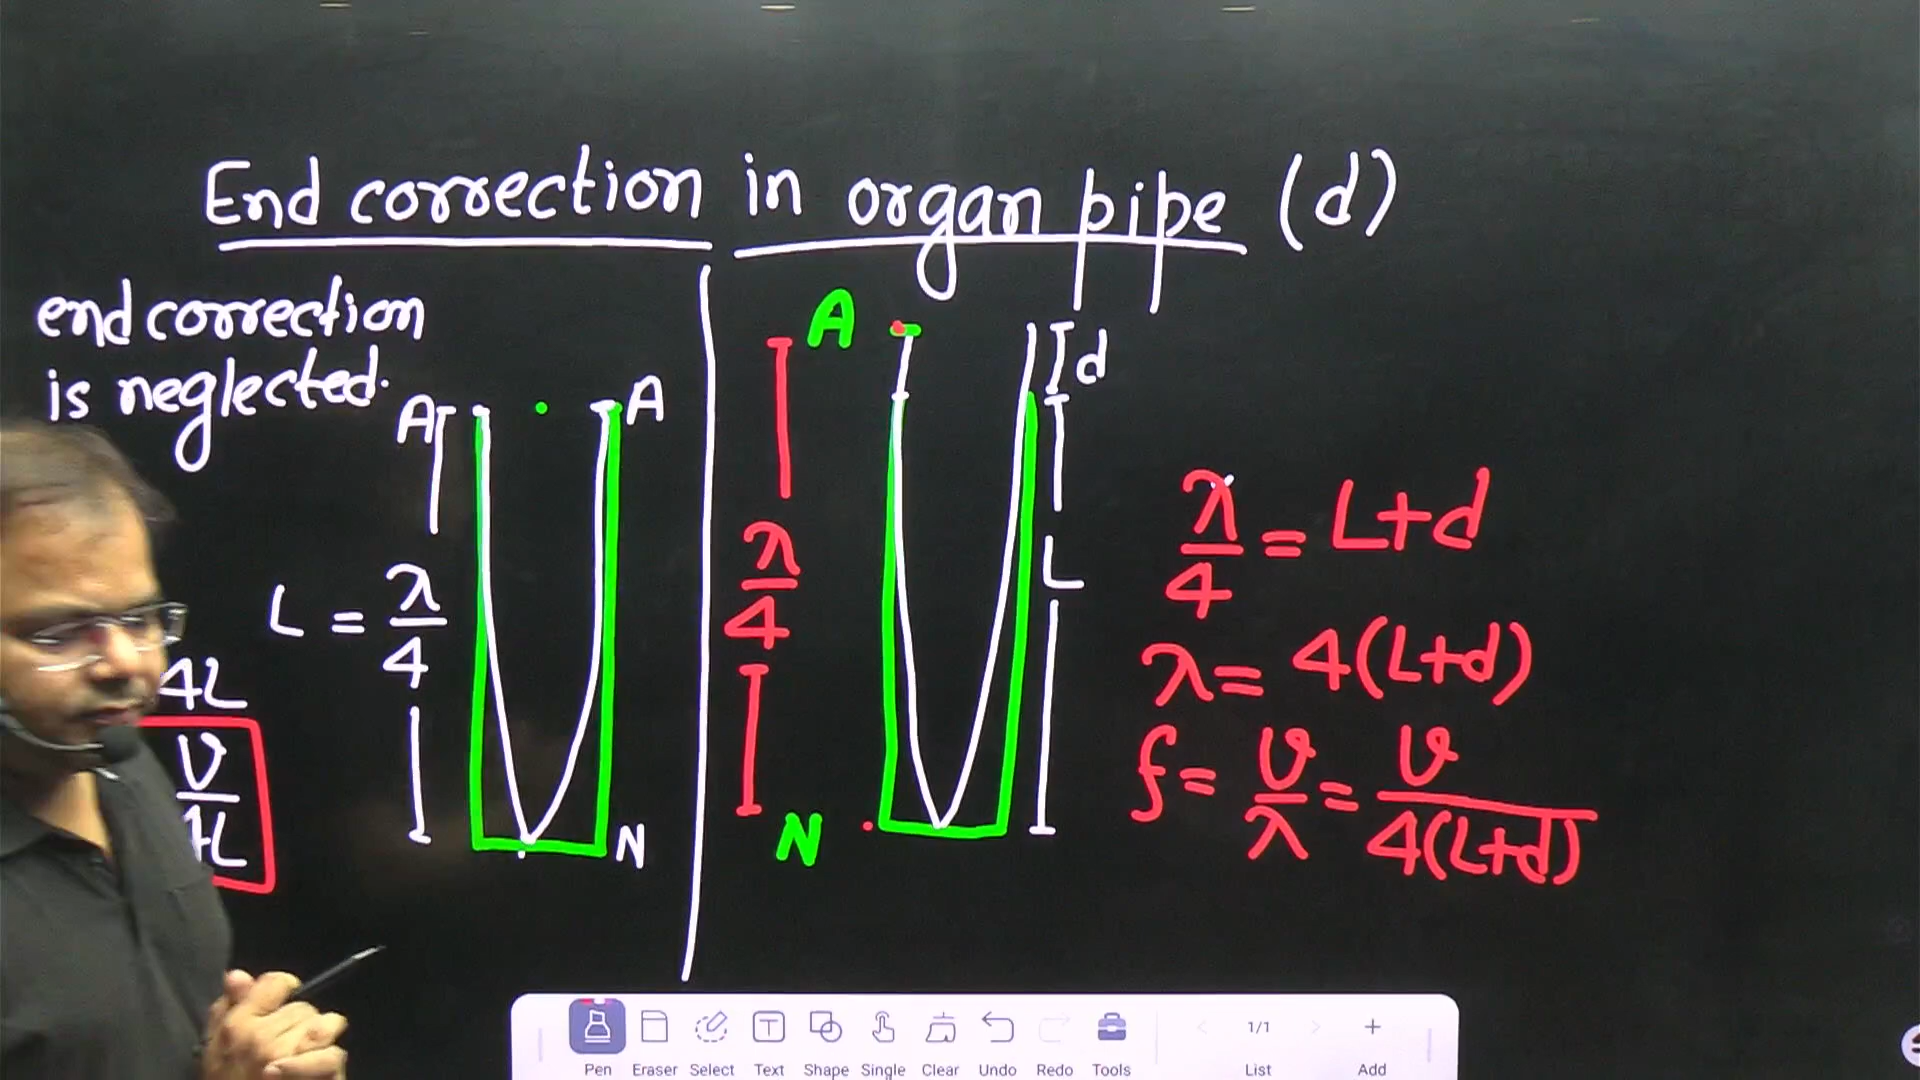 End correction in organ pipe (d)
end correction
is neglected.
A A
L = λ/4
4L
v/4L
N
A
d
λ/4
L
N
λ/4 = L+d
λ = 4(L+d)
f = v/λ = v/4(L+d)
Pen Eraser Select Text Shape Single Clear Undo Redo Tools
1/1
List Add